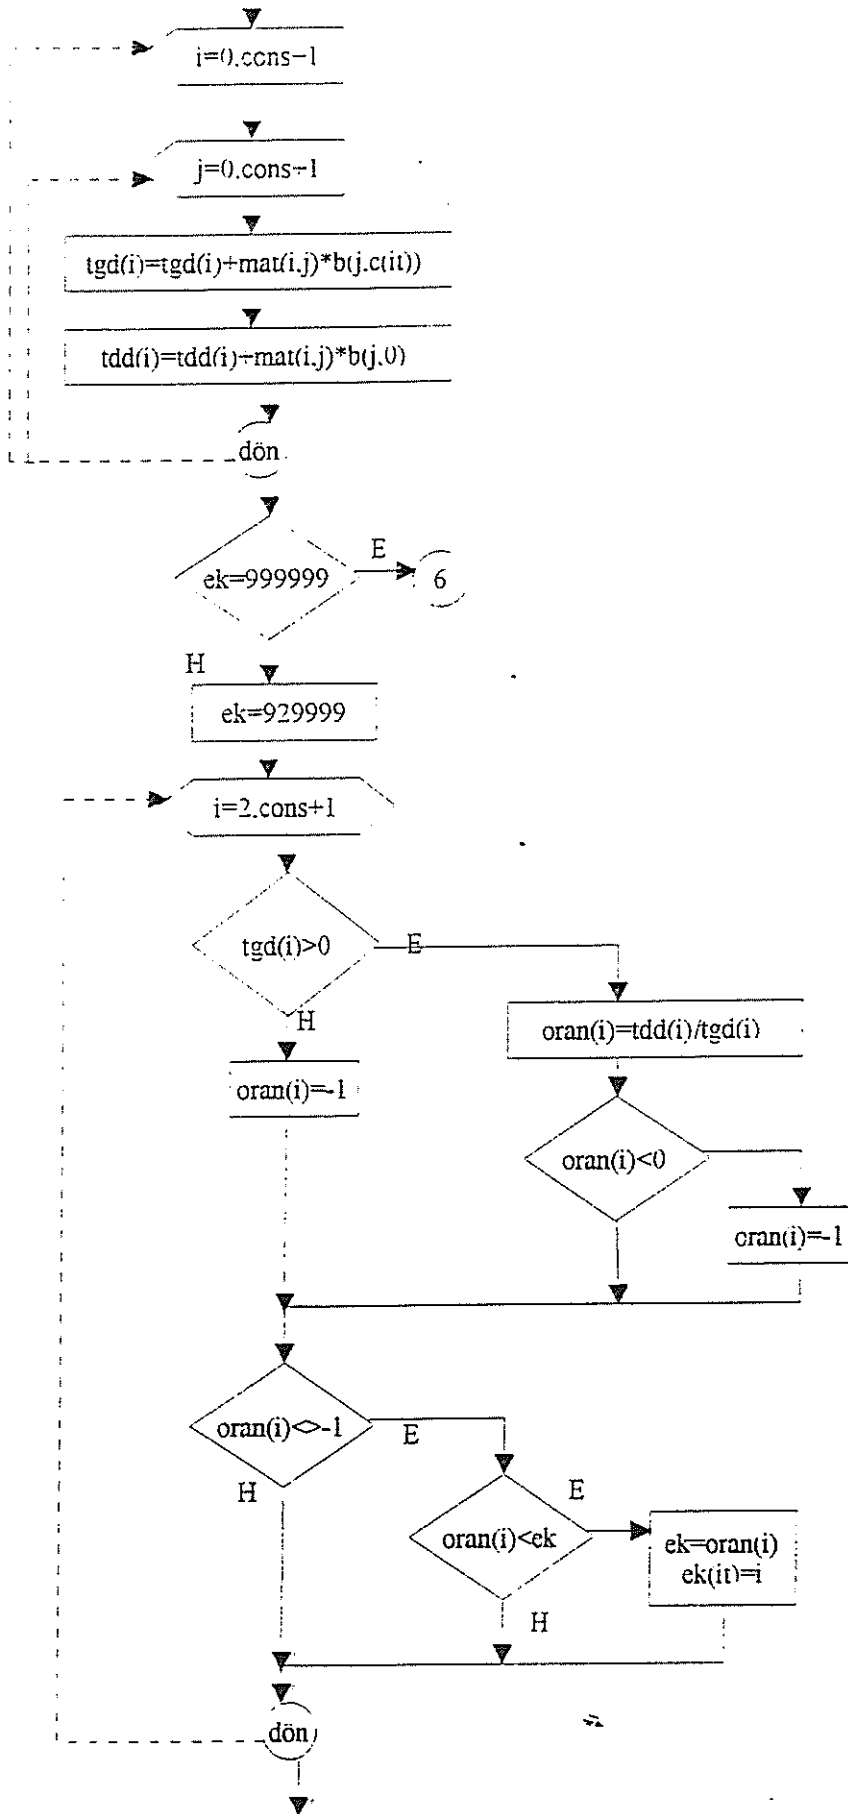 i=0.cons-1
j=0.cons-1
tgd(i)=tgd(i)+mat(i.j)*b(j.c(it))
tdd(i)=tdd(i)+mat(i.j)*b(j.0)
dön
ek=999999
E
6
H
ek=929999
i=2.cons+1
tgd(i)>0
E
H
oran(i)=tdd(i)/tgd(i)
oran(i)=-1
oran(i)<0
oran(i)=-1
oran(i)<>-1
E
H
oran(i)<ek
E
ek=oran(i)
ek(it)=i
H
dön